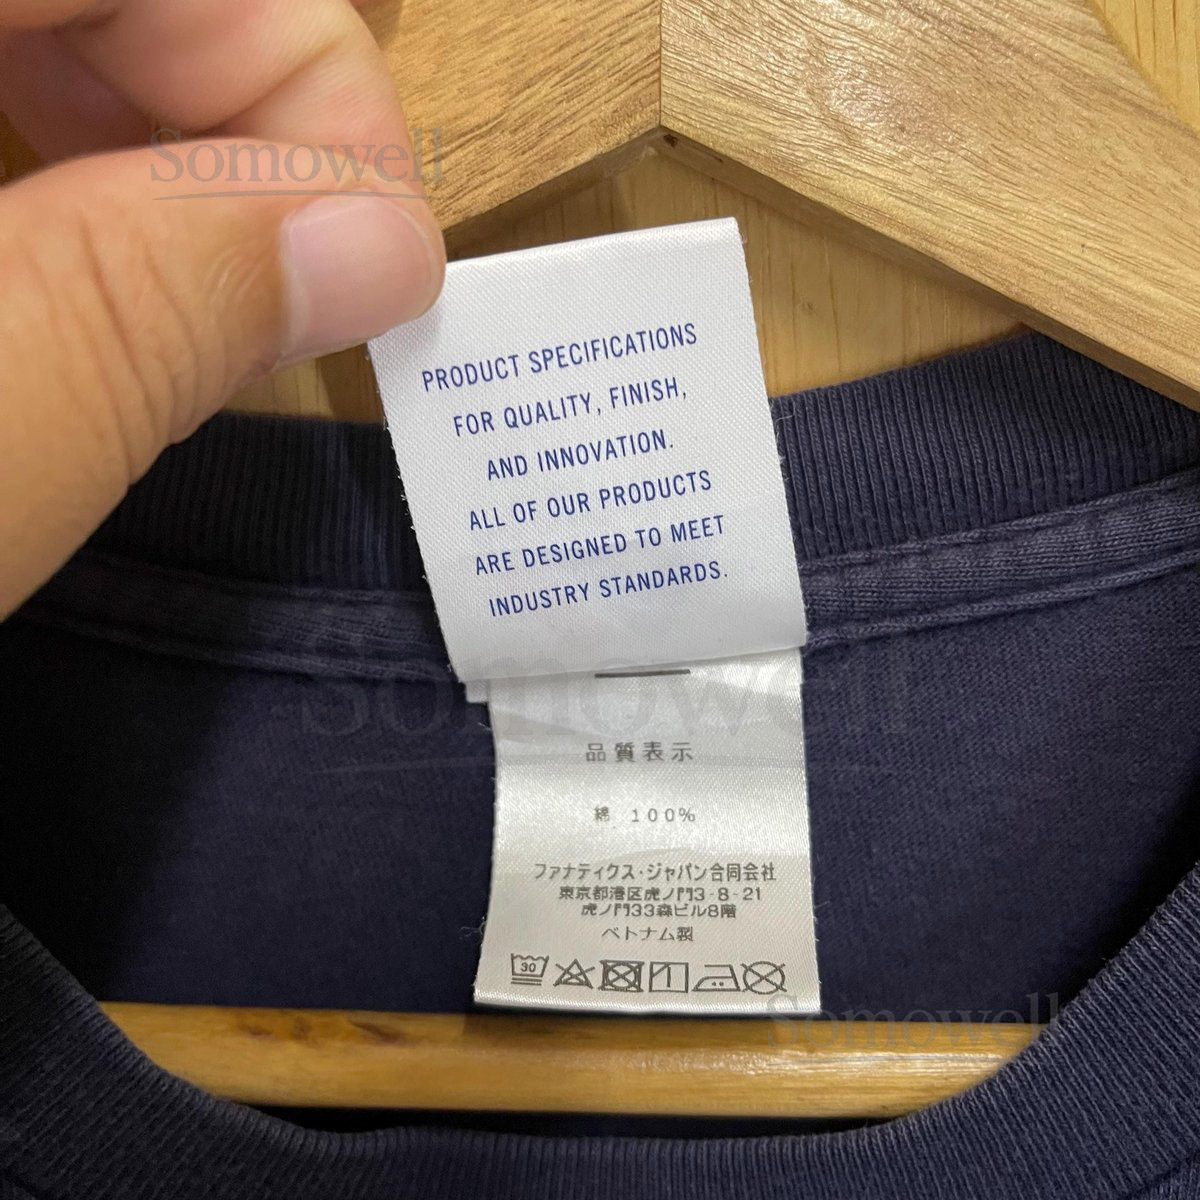 Somowell
PRODUCT SPECIFICATIONS
FOR QUALITY, FINISH,
AND INNOVATION.
ALL OF OUR PRODUCTS
ARE DESIGNED TO MEET
INDUSTRY STANDARDS.
Somowell
品質表示
綿 100%
ファナティクス・ジャパン合同会社
東京都港区虎ノ門3-8-21
虎ノ門33森ビル8階
ベトナム製
30
Somowell